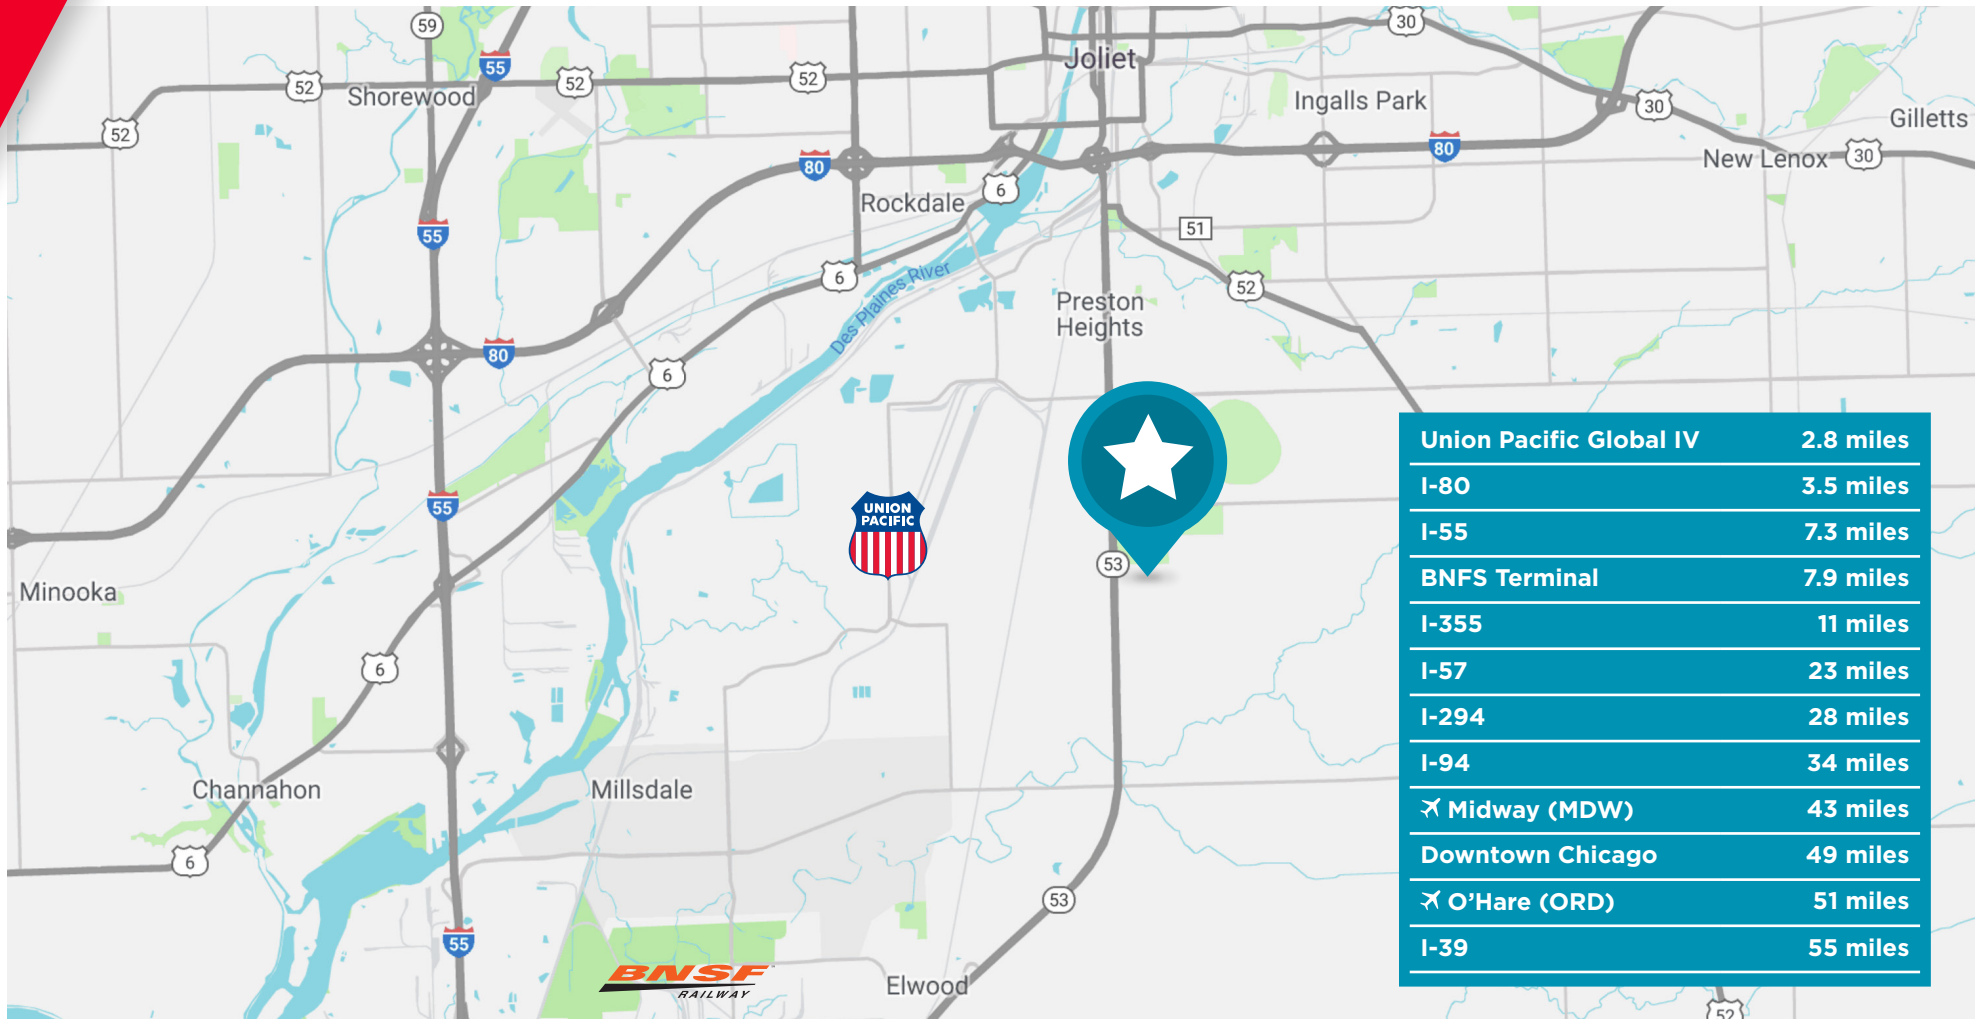 59
30
55
Joliet
52
52
52
Shorewood
Ingalls Park
30
52
Gilletts
80
80
New Lenox
30
6
Rockdale
51
55
6
52
Des Plaines River
Preston
Heights
80
6
Union Pacific Global IV 2.8 miles
I-80 3.5 miles
55
UNION
PACIFIC
I-55 7.3 miles
53
BNFS Terminal 7.9 miles
Minooka
I-355 11 miles
6
I-57 23 miles
I-294 28 miles
I-94 34 miles
Channahon
Millsdale
Midway (MDW) 43 miles
6
Downtown Chicago 49 miles
53
O'Hare (ORD) 51 miles
55
I-39 55 miles
BNSF
RAILWAY
Elwood
52